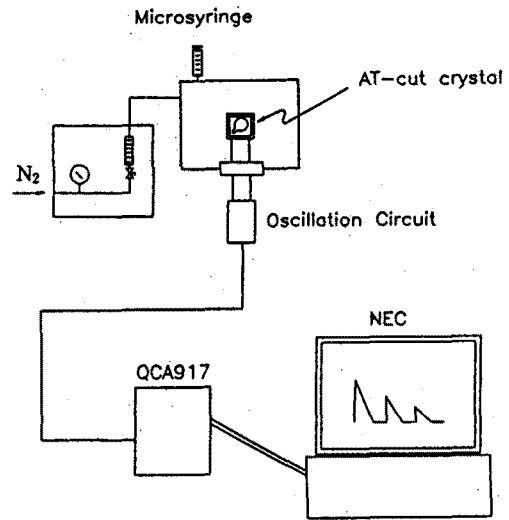 Microsyringe
AT-cut crystal
N₂
Oscillation Circuit
NEC
QCA917